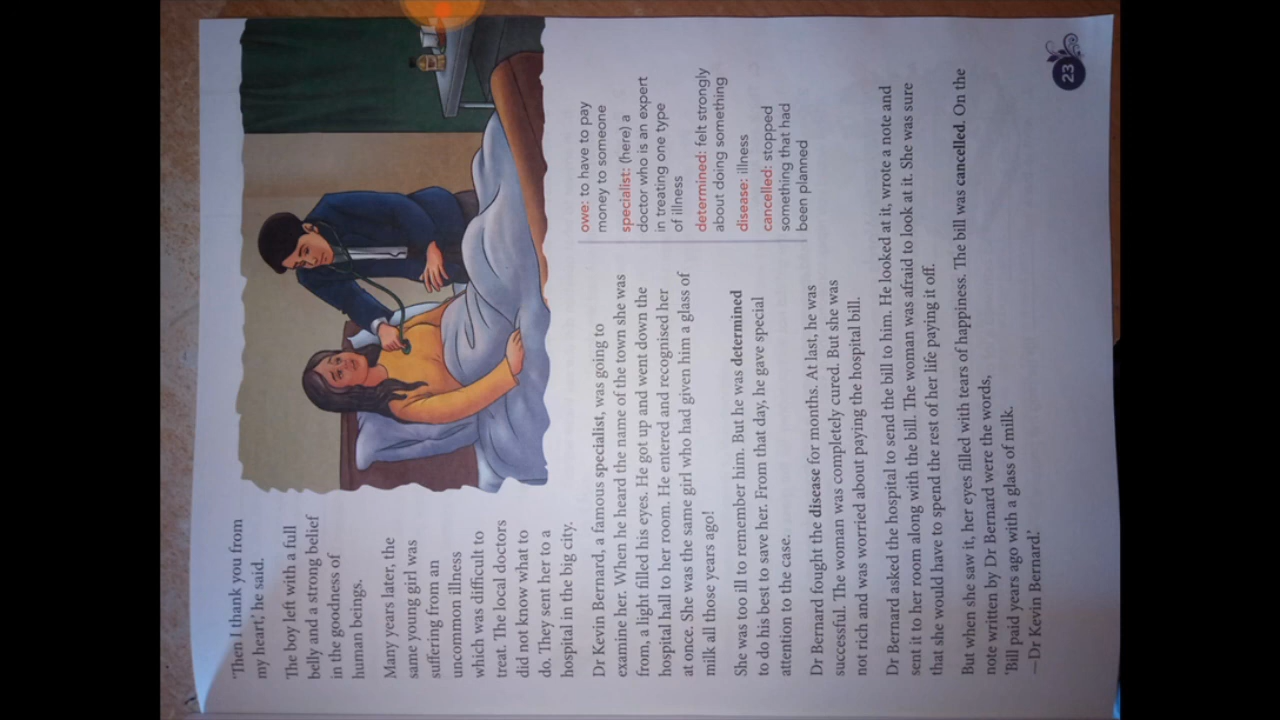 'Then I thank you from
my heart,' he said.
The boy left with a full
belly and a strong belief
in the goodness of
human beings.
Many years later, the
same young girl was
suffering from an
uncommon illness
which was difficult to
treat. The local doctors
did not know what to
do. They sent her to a
hospital in the big city.
Dr Kevin Bernard, a famous specialist, was going to
examine her. When he heard the name of the town she was
from, a light filled his eyes. He got up and went down the
hospital hall to her room. He entered and recognised her
at once. She was the same girl who had given him a glass of
milk all those years ago!
She was too ill to remember him. But he was determined
to do his best to save her. From that day, he gave special
attention to the case.
owe: to have to pay
money to someone
specialist: (here) a
doctor who is an expert
in treating one type
of illness
determined: felt strongly
about doing something
disease: illness
cancelled: stopped
something that had
been planned
Dr Bernard fought the disease for months. At last, he was
successful. The woman was completely cured. But she was
not rich and was worried about paying the hospital bill.
Dr Bernard asked the hospital to send the bill to him. He looked at it, wrote a note and
sent it to her room along with the bill. The woman was afraid to look at it. She was sure
that she would have to spend the rest of her life paying it off.
But when she saw it, her eyes filled with tears of happiness. The bill was cancelled. On the
note written by Dr Bernard were the words,
'Bill paid years ago with a glass of milk.
—Dr Kevin Bernard.'
23